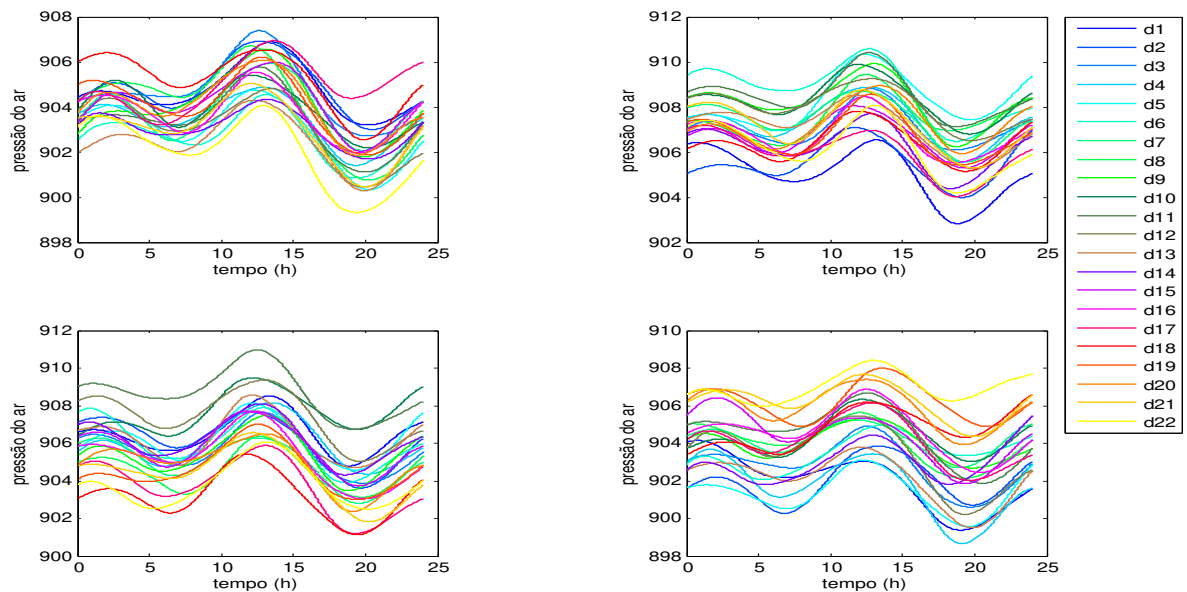 908
906
904
902
900
898
0 5 10 15 20 25
tempo (h)
pressão do ar
912
910
908
906
904
902
0 5 10 15 20 25
tempo (h)
pressão do ar
912
910
908
906
904
902
900
0 5 10 15 20 25
tempo (h)
pressão do ar
910
908
906
904
902
900
898
0 5 10 15 20 25
tempo (h)
pressão do ar
d1
d2
d3
d4
d5
d6
d7
d8
d9
d10
d11
d12
d13
d14
d15
d16
d17
d18
d19
d20
d21
d22